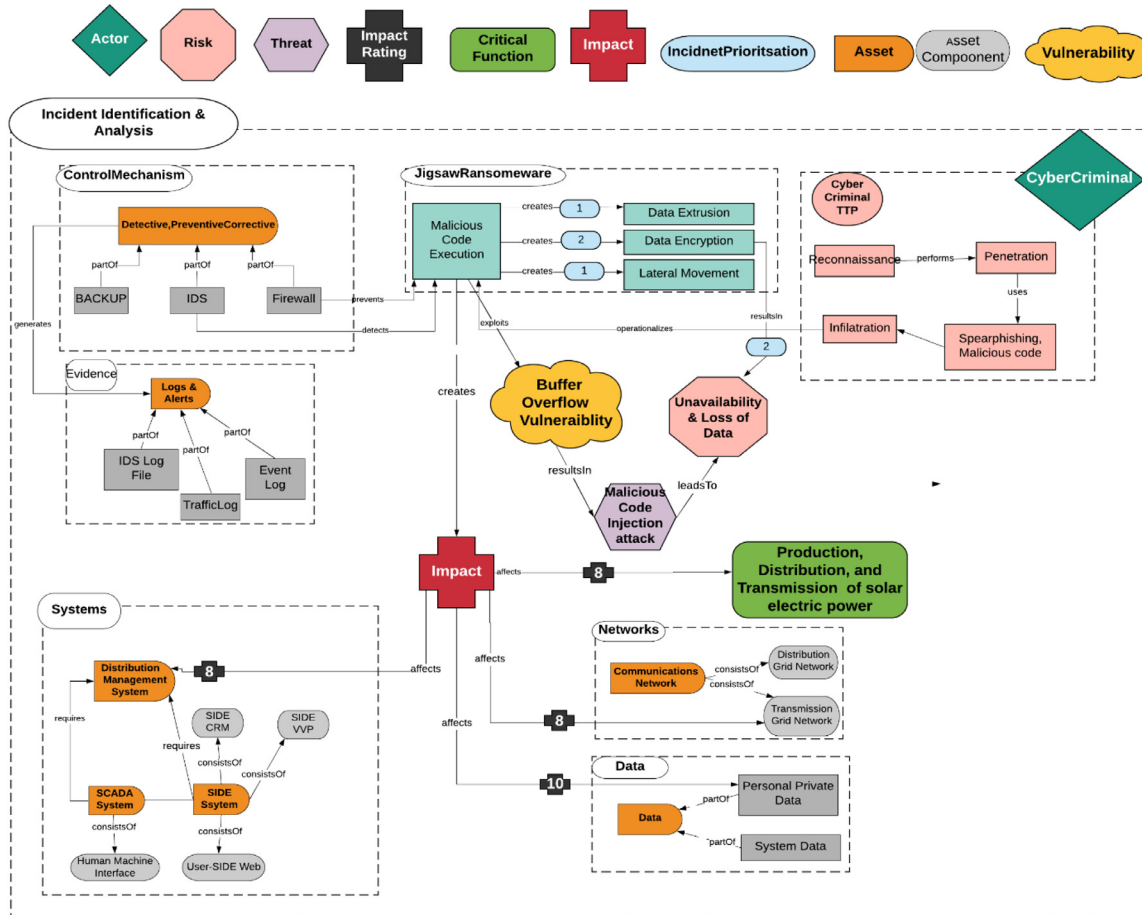 Actor
Risk
Threat
Impact
Rating
Critical
Function
Impact
IncidnetPrioritsation
Asset
Asset
Compoonent
Vulnerability
Incident Identification &
Analysis
ControlMechanism
Detective,PreventiveCorrective
partOf
partOf
partOf
BACKUP
IDS
Firewall
generates
prevents
detects
JigsawRansomeware
Malicious
Code
Execution
creates
1
Data Extrusion
creates
2
Data Encryption
creates
1
Lateral Movement
resultsIn
2
exploits
operationalizes
creates
CyberCriminal
Cyber
Criminal
TTP
Reconnaissance
performs
Penetration
uses
Infilatration
Spearphishing,
Malicious code
Evidence
Logs &
Alerts
partOf
partOf
partOf
IDS Log
File
TrafficLog
Event
Log
Buffer
Overflow
Vulneraiblity
resultsIn
Malicious
Code
Injection
attack
leadsTo
Unavailability
& Loss of
Data
Impact
affects
8
Production,
Distribution, and
Transmission of solar
electric power
Systems
affects
8
Distribution
Management
System
requires
requires
SIDE
CRM
SIDE
VVP
consistsOf
consistsOf
SCADA
System
SIDE
Ssytem
consistsOf
consistsOf
Human Machine
Interface
User-SIDE Web
affects
affects
Networks
Communications
Network
consistsOf
consistsOf
Distribution
Grid Network
Transmission
Grid Network
8
Data
10
Personal Private
Data
Data
partOf
partOf
System Data